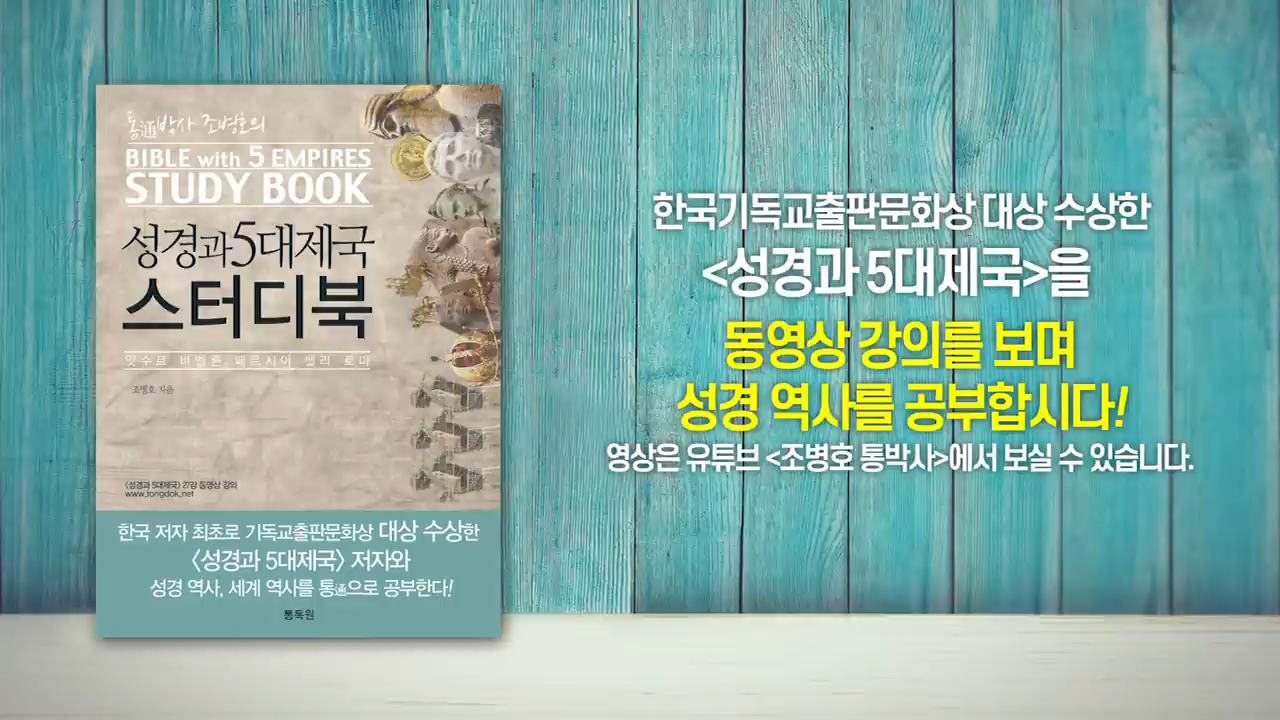 통通박사 조병호의
BIBLE with 5 EMPIRES
STUDY BOOK
성경과5대제국
스터디북
앗수르 바벨론 페르시아 헬라 로마
조병호 지음
《성경과 5대제국》 27강 동영상 강의
www.tongdok.net
한국 저자 최초로 기독교출판문화상 대상 수상한
《성경과 5대제국》 저자와
성경 역사, 세계 역사를 통通으로 공부한다!
통독원
한국기독교출판문화상 대상 수상한
<성경과 5대제국>을
동영상 강의를 보며
성경 역사를 공부합시다!
영상은 유튜브 <조병호 통박사>에서 보실 수 있습니다.